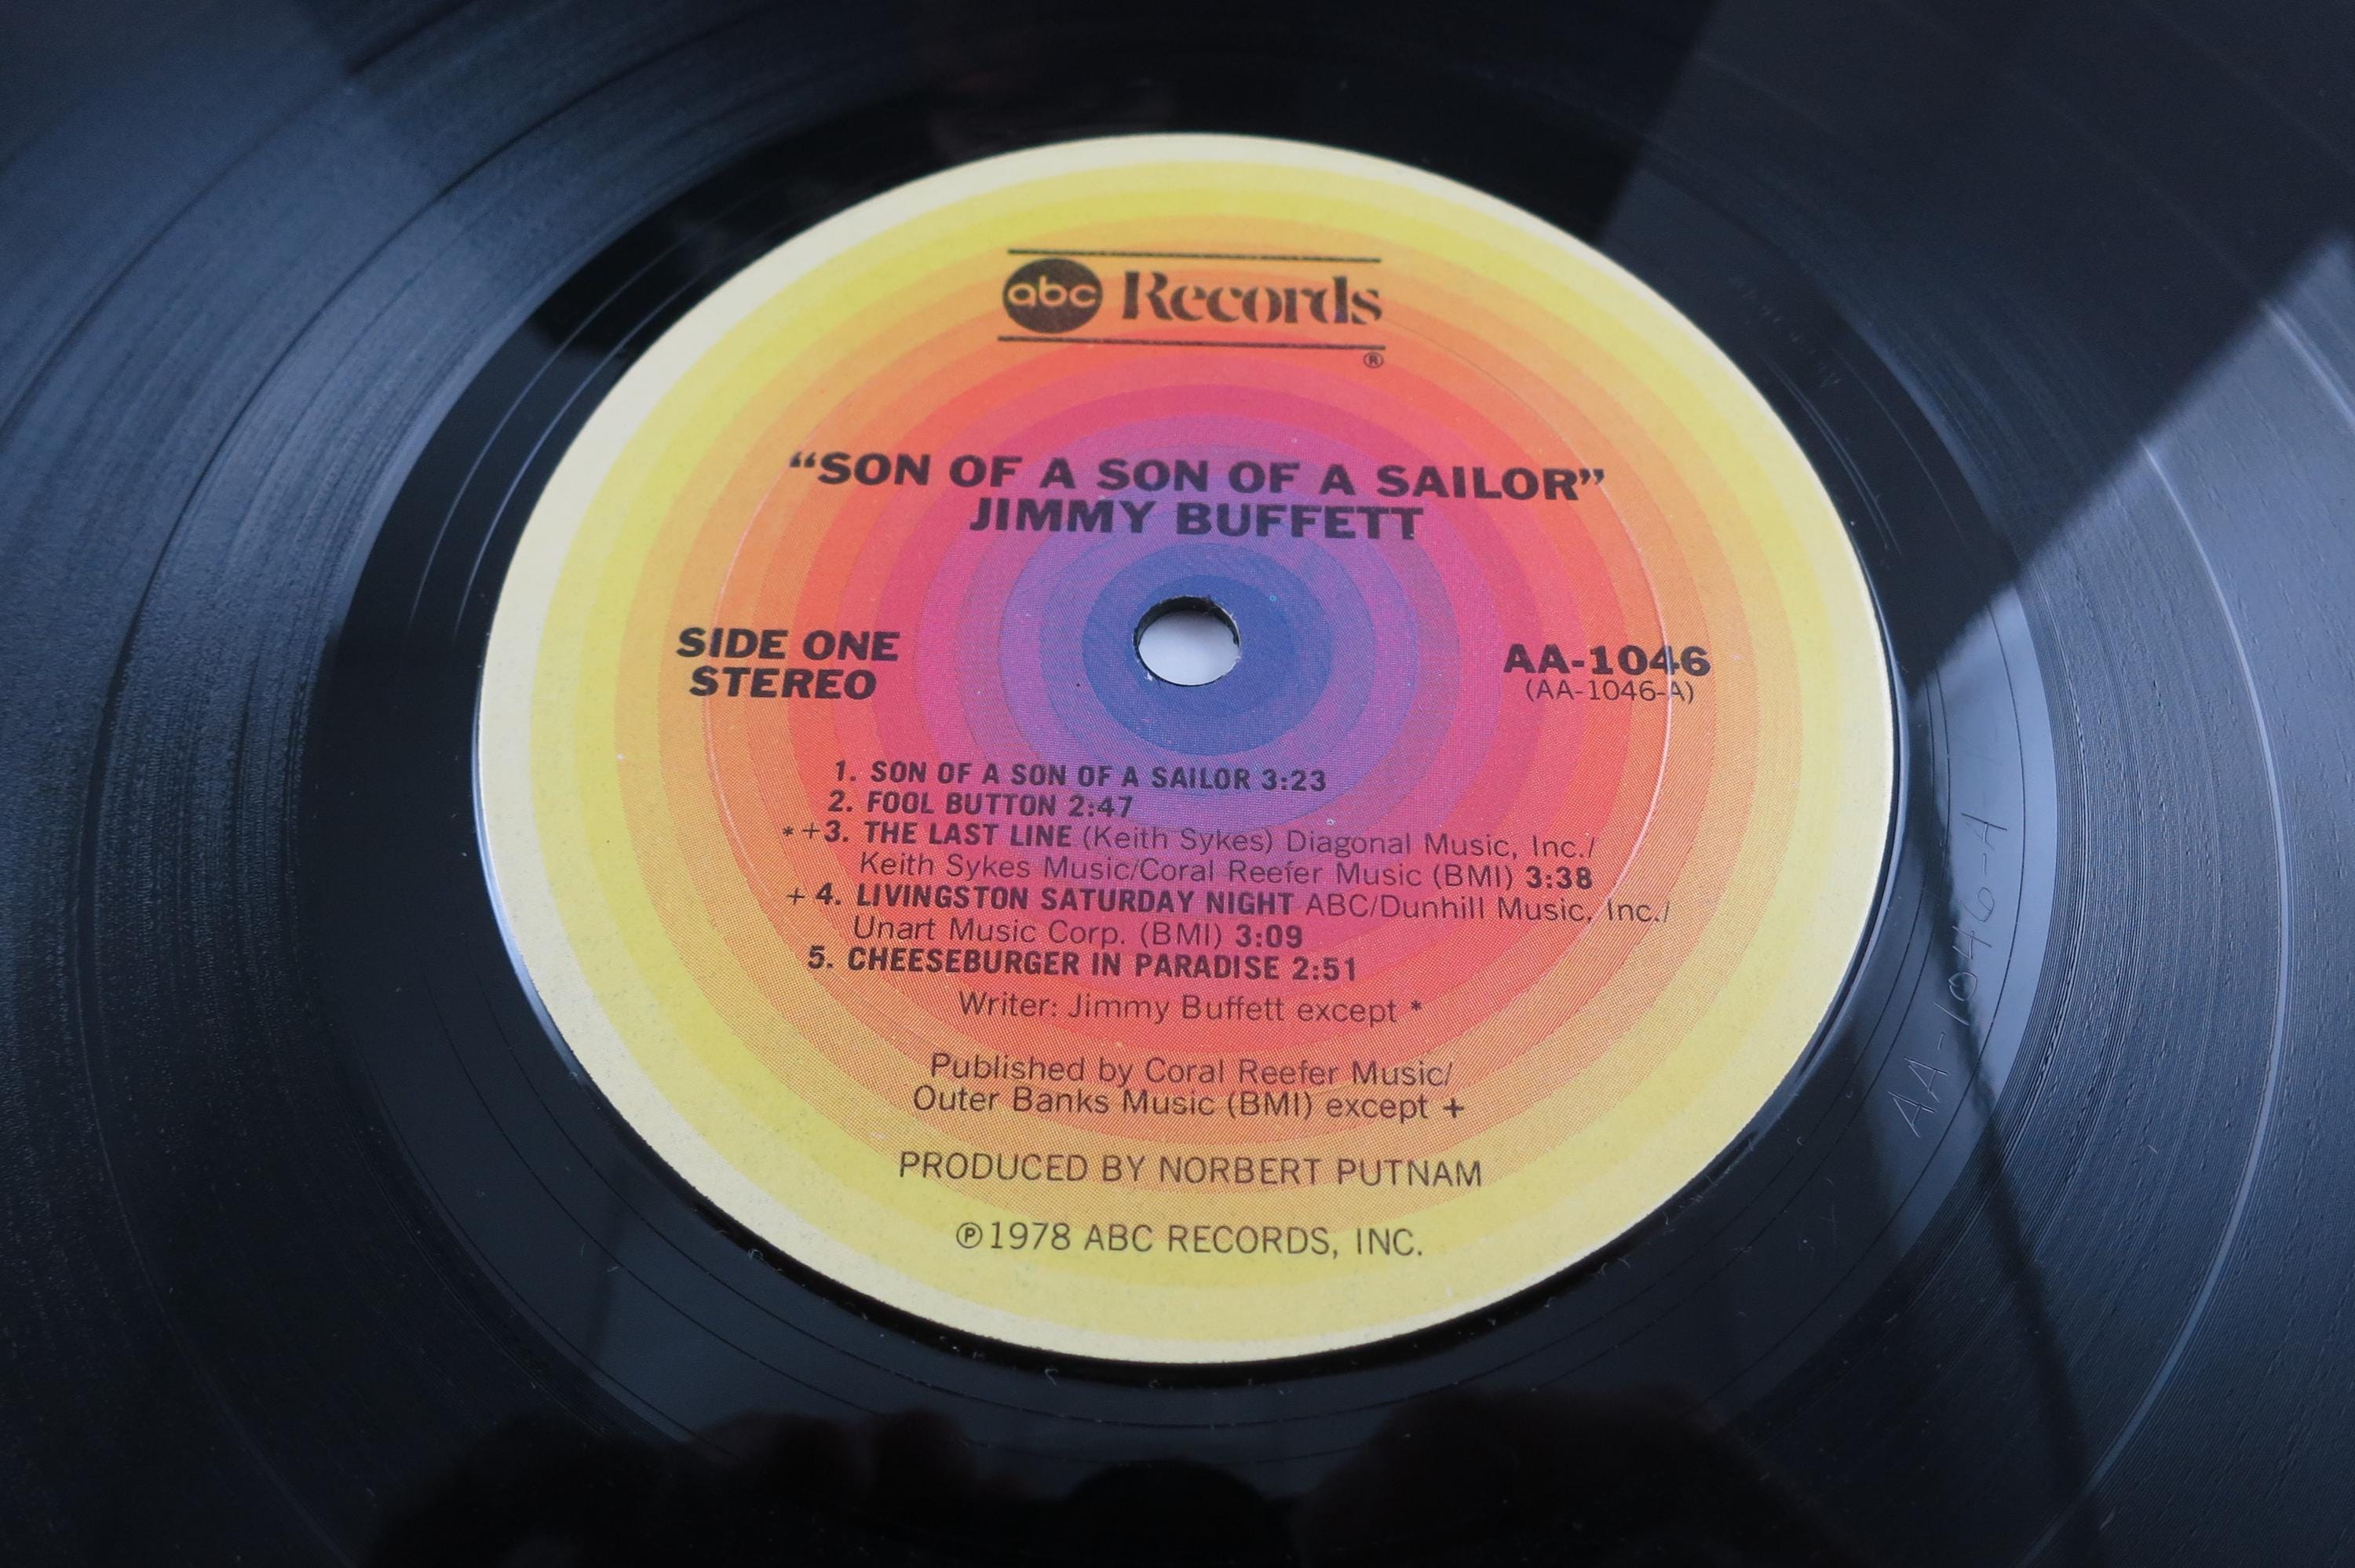 abc Records
®
“SON OF A SON OF A SAILOR”
JIMMY BUFFETT
SIDE ONE
STEREO
AA-1046
(AA-1046-A)
1. SON OF A SON OF A SAILOR 3:23
2. FOOL BUTTON 2:47
*+3. THE LAST LINE (Keith Sykes) Diagonal Music, Inc./
Keith Sykes Music/Coral Reefer Music (BMI) 3:38
+4. LIVINGSTON SATURDAY NIGHT ABC/Dunhill Music, Inc./
Unart Music Corp. (BMI) 3:09
5. CHEESEBURGER IN PARADISE 2:51
Writer: Jimmy Buffett except *
Published by Coral Reefer Music/
Outer Banks Music (BMI) except +
PRODUCED BY NORBERT PUTNAM
℗1978 ABC RECORDS, INC.
AA-1046-A